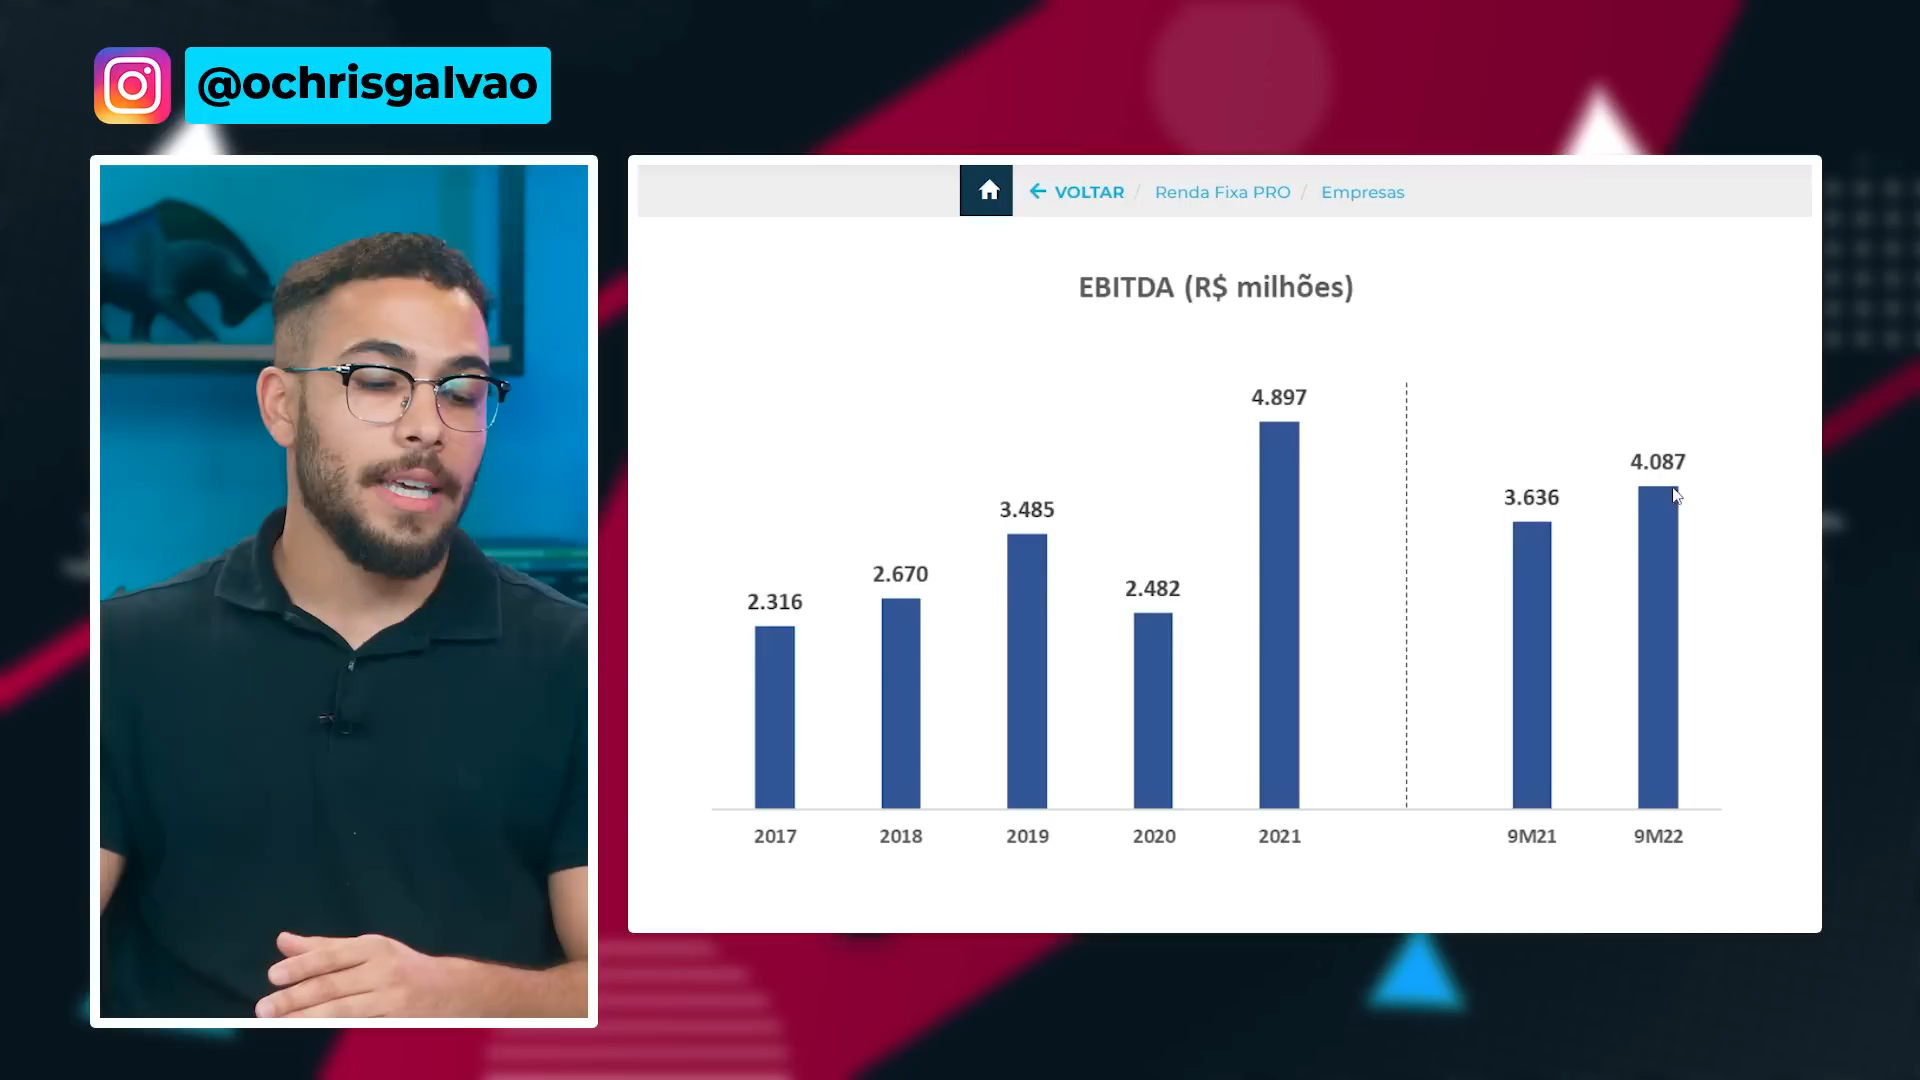 @ochrisgalvao
VOLTAR / Renda Fixa PRO / Empresas
EBITDA (R$ milhões)
4.897
4.087
3.636
3.485
2.670
2.482
2.316
2017 2018 2019 2020 2021 9M21 9M22